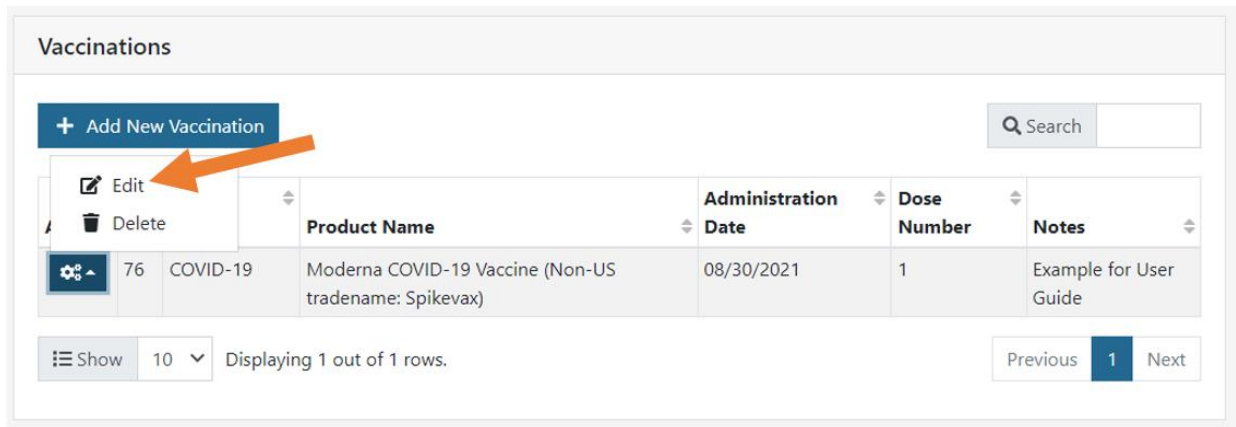 Vaccinations
+ Add New Vaccination
Search
Edit
Delete
Product Name
Administration
Date
Dose
Number
Notes
76 COVID-19 Moderna COVID-19 Vaccine (Non-US 08/30/2021 1 Example for User
tradename: Spikevax) Guide
Show 10 Displaying 1 out of 1 rows. Previous 1 Next